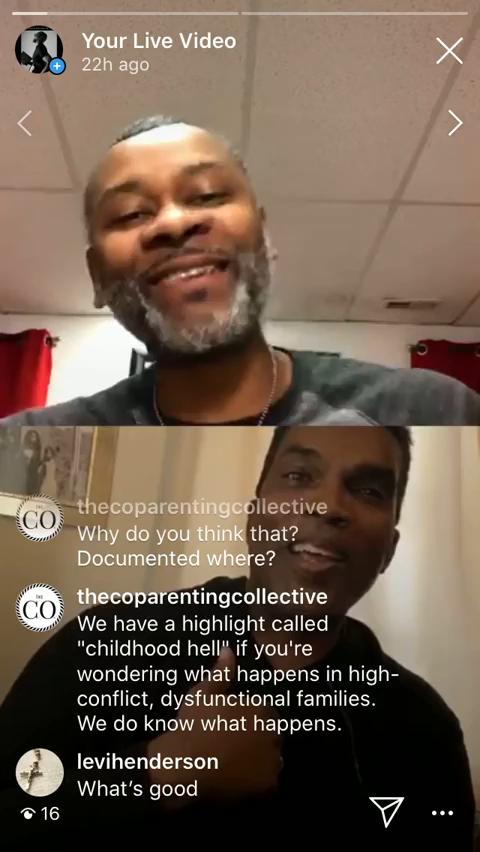 Your Live Video
22h ago
thecoparentingcollective
Why do you think that?
Documented where?
thecoparentingcollective
THE
CO
We have a highlight called
"childhood hell" if you're
wondering what happens in high-
conflict, dysfunctional families.
We do know what happens.
levihenderson
What's good
16